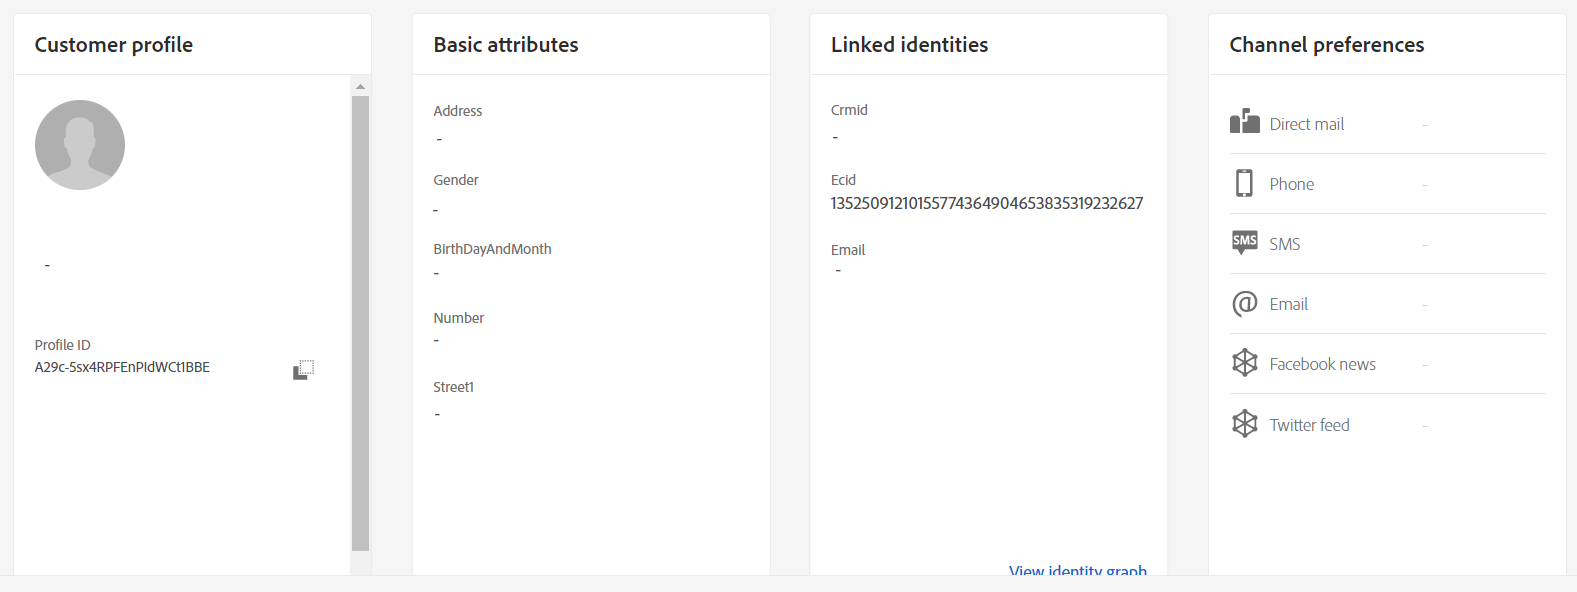 Customer profile
-
Profile ID
A29c-5sx4RPFEnPIdWCt1BBE
Basic attributes
Address
-
Gender
-
BirthDayAndMonth
-
Number
-
Street1
-
Linked identities
Crmid
-
Ecid
13525091210155774364904653835319232627
Email
-
View identity graph
Channel preferences
Direct mail -
Phone -
SMS
SMS -
Email -
Facebook news -
Twitter feed -